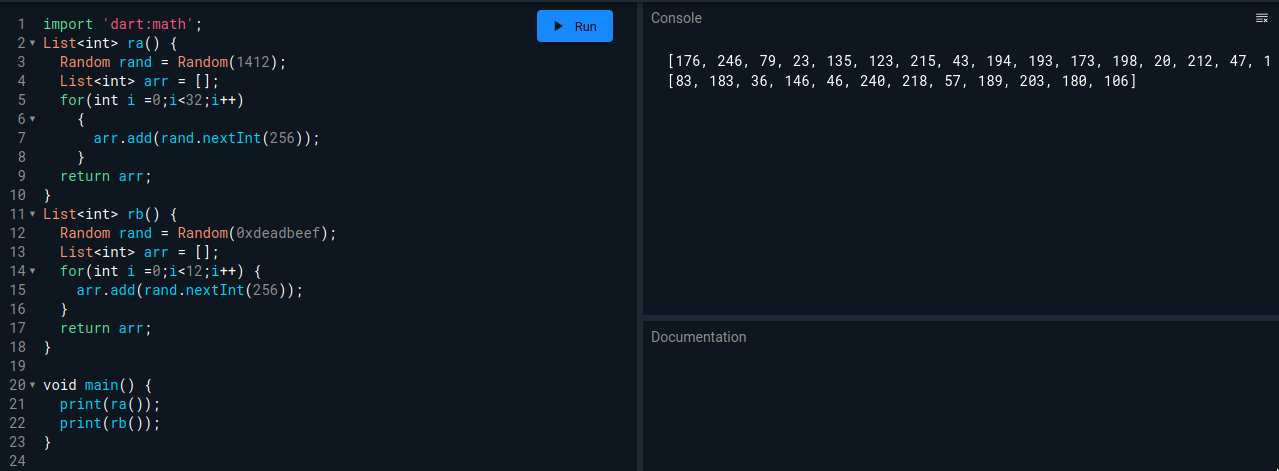 1 import 'dart:math';
2 List<int> ra() {
3 Random rand = Random(1412);
4 List<int> arr = [];
5 for(int i =0;i<32;i++)
6 {
7 arr.add(rand.nextInt(256));
8 }
9 return arr;
10 }
11 List<int> rb() {
12 Random rand = Random(0xdeadbeef);
13 List<int> arr = [];
14 for(int i =0;i<12;i++) {
15 arr.add(rand.nextInt(256));
16 }
17 return arr;
18 }
19
20 void main() {
21 print(ra());
22 print(rb());
23 }
24
Run
Console
[176, 246, 79, 23, 135, 123, 215, 43, 194, 193, 173, 198, 20, 212, 47, 1
[83, 183, 36, 146, 46, 240, 218, 57, 189, 203, 180, 106]
Documentation